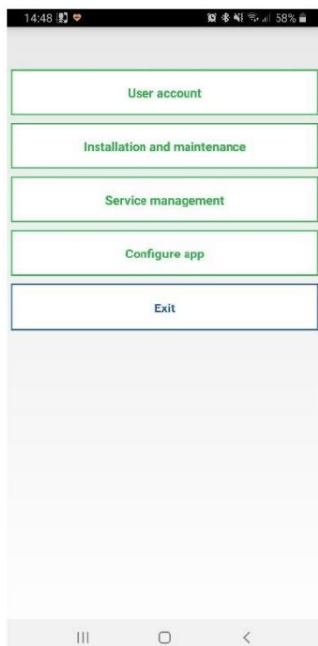 14:48 58%
User account
Installation and maintenance
Service management
Configure app
Exit